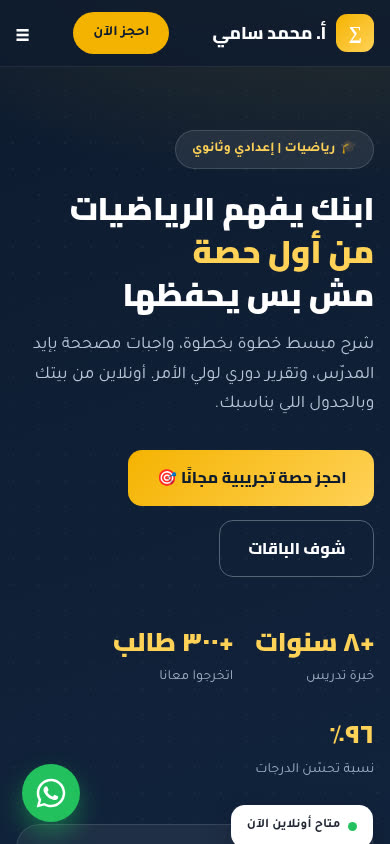 ∑
أ. محمد سامي
احجز الآن
🎓 رياضيات | إعدادي وثانوي
ابنك يفهم الرياضيات
من أول حصة
مش بس يحفظها
شرح مبسط خطوة بخطوة، واجبات مصححة بإيد
المدرّس، وتقرير دوري لولي الأمر. أونلاين من بيتك
وبالجدول اللي يناسبك.
احجز حصة تجريبية مجانًا 🎯
شوف الباقات
+٨ سنوات
خبرة تدريس
+٣٠٠ طالب
اتخرجوا معانا
٩٦٪
نسبة تحسّن الدرجات
متاح أونلاين الآن